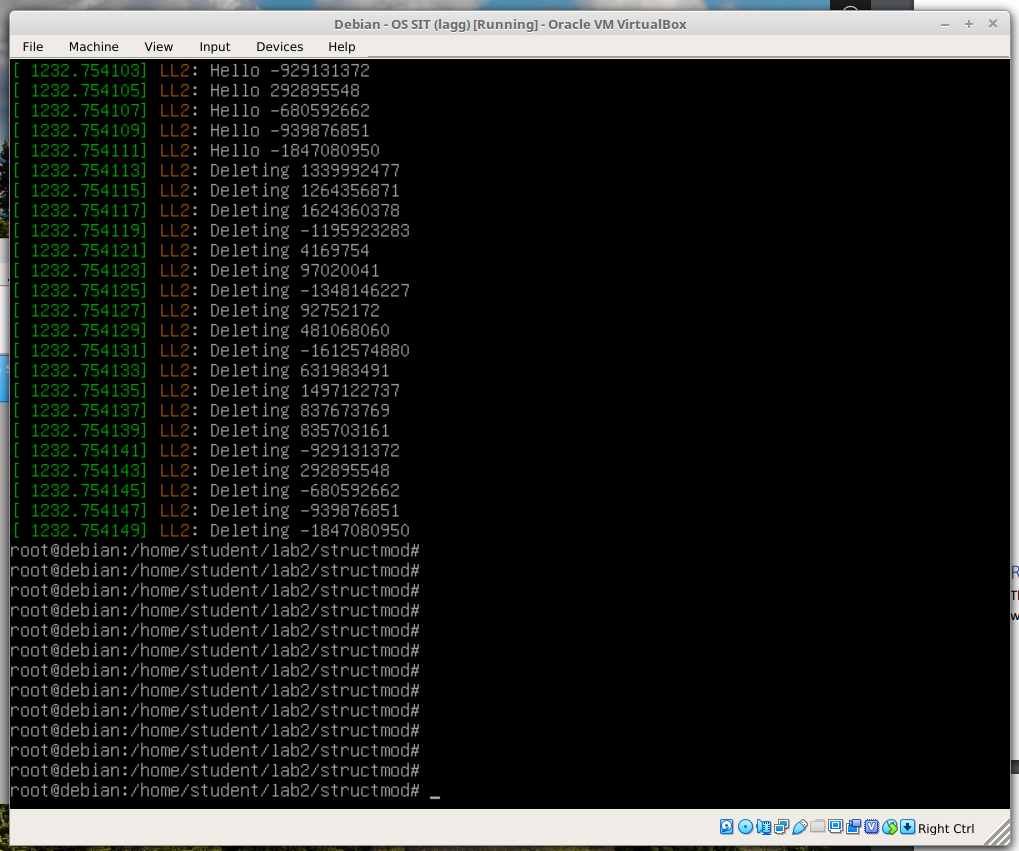 Debian - OS SIT (lagg) [Running] - Oracle VM VirtualBox
File Machine View Input Devices Help
[ 1232.754103] LL2: Hello -929131372
[ 1232.754105] LL2: Hello 292895548
[ 1232.754107] LL2: Hello -680592662
[ 1232.754109] LL2: Hello -939876851
[ 1232.754111] LL2: Hello -1847080950
[ 1232.754113] LL2: Deleting 1339992477
[ 1232.754115] LL2: Deleting 1264356871
[ 1232.754117] LL2: Deleting 1624360378
[ 1232.754119] LL2: Deleting -1195923283
[ 1232.754121] LL2: Deleting 4169754
[ 1232.754123] LL2: Deleting 97020041
[ 1232.754125] LL2: Deleting -1348146227
[ 1232.754127] LL2: Deleting 92752172
[ 1232.754129] LL2: Deleting 481068060
[ 1232.754131] LL2: Deleting -1612574880
[ 1232.754133] LL2: Deleting 631983491
[ 1232.754135] LL2: Deleting 1497122737
[ 1232.754137] LL2: Deleting 837673769
[ 1232.754139] LL2: Deleting 835703161
[ 1232.754141] LL2: Deleting -929131372
[ 1232.754143] LL2: Deleting 292895548
[ 1232.754145] LL2: Deleting -680592662
[ 1232.754147] LL2: Deleting -939876851
[ 1232.754149] LL2: Deleting -1847080950
root@debian:/home/student/lab2/structmod#
root@debian:/home/student/lab2/structmod#
root@debian:/home/student/lab2/structmod#
root@debian:/home/student/lab2/structmod#
root@debian:/home/student/lab2/structmod#
root@debian:/home/student/lab2/structmod#
root@debian:/home/student/lab2/structmod#
root@debian:/home/student/lab2/structmod#
root@debian:/home/student/lab2/structmod#
root@debian:/home/student/lab2/structmod#
root@debian:/home/student/lab2/structmod#
root@debian:/home/student/lab2/structmod#
root@debian:/home/student/lab2/structmod# _
Right Ctrl